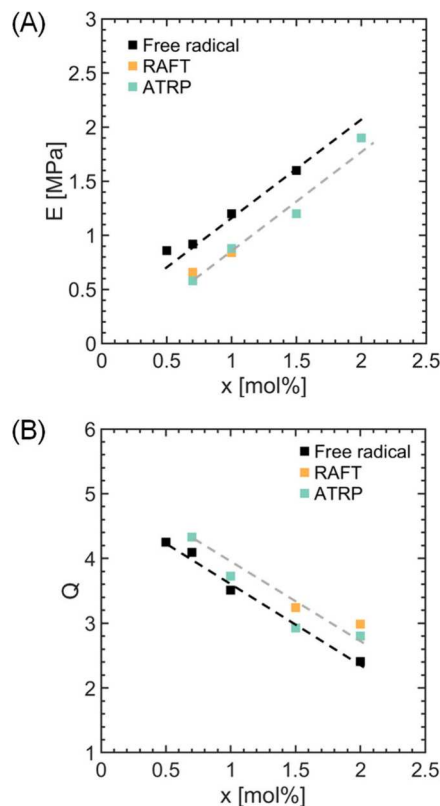 (A)
3
2.5
2
1.5
1
0.5
0
E [MPa]
Free radical
RAFT
ATRP
0 0.5 1 1.5 2 2.5
x [mol%]
(B)
6
5
4
3
2
1
Q
Free radical
RAFT
ATRP
0 0.5 1 1.5 2 2.5
x [mol%]